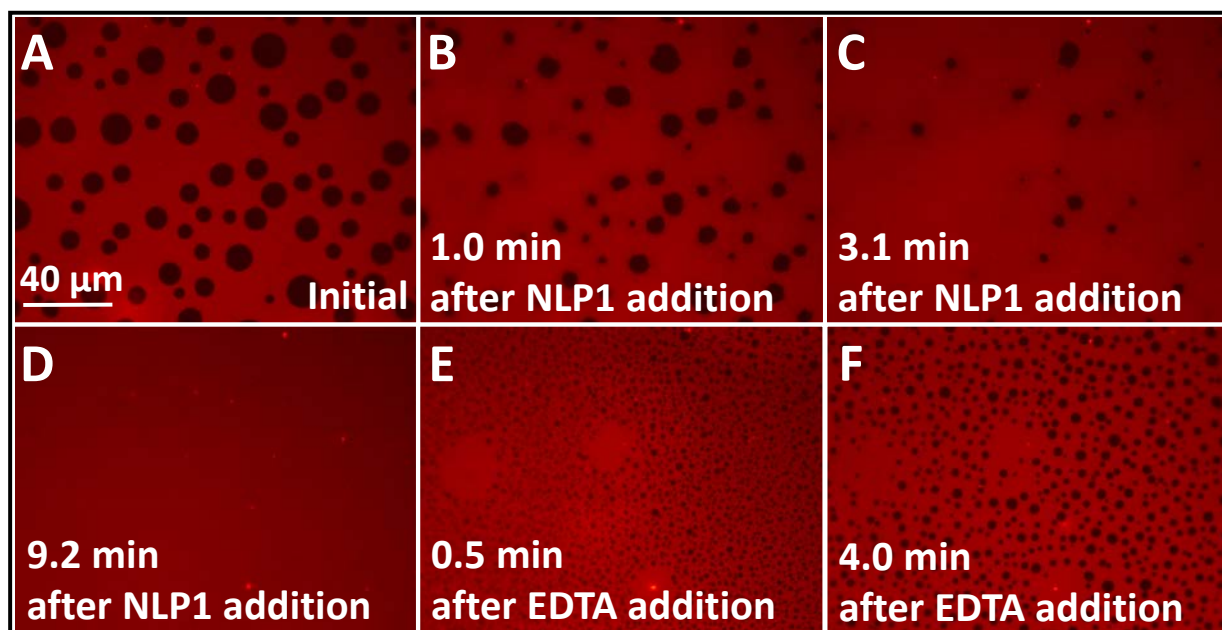 A
40 µm
Initial
B
1.0 min
after NLP1 addition
C
3.1 min
after NLP1 addition
D
9.2 min
after NLP1 addition
E
0.5 min
after EDTA addition
F
4.0 min
after EDTA addition